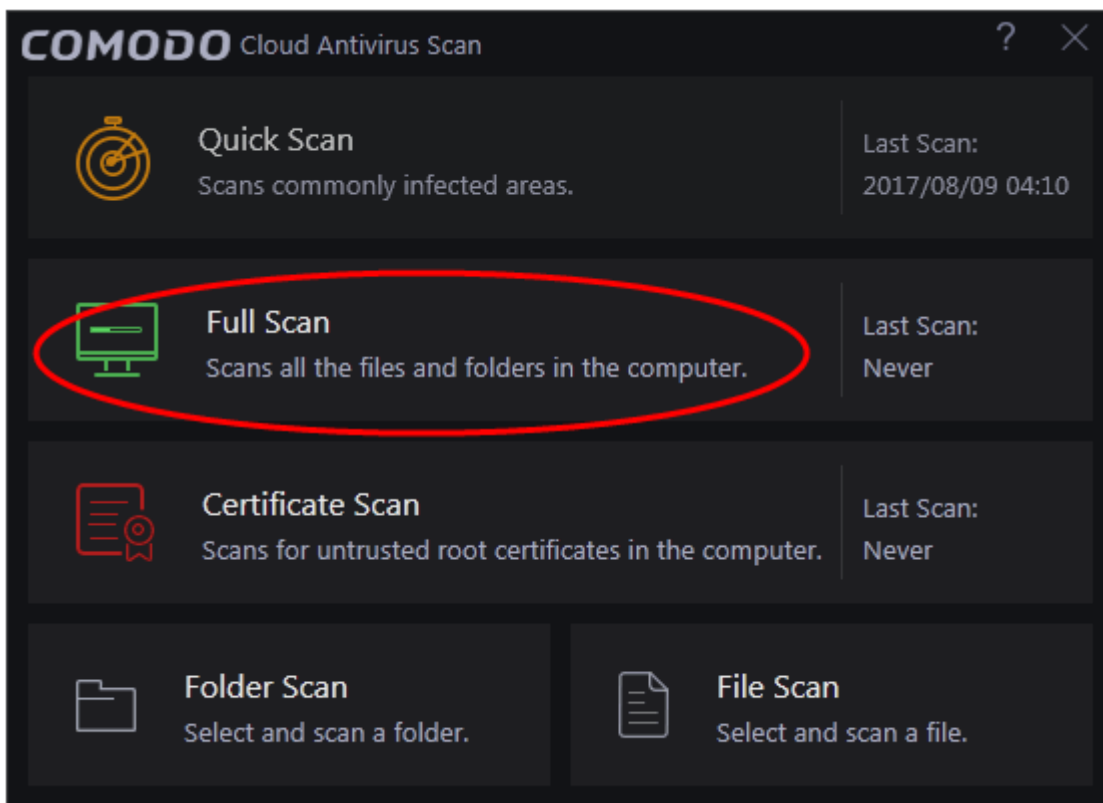 COMODO Cloud Antivirus Scan ?
Quick Scan
Scans commonly infected areas.
Last Scan:
2017/08/09 04:10
Full Scan
Scans all the files and folders in the computer.
Last Scan:
Never
Certificate Scan
Scans for untrusted root certificates in the computer.
Last Scan:
Never
Folder Scan
Select and scan a folder.
File Scan
Select and scan a file.